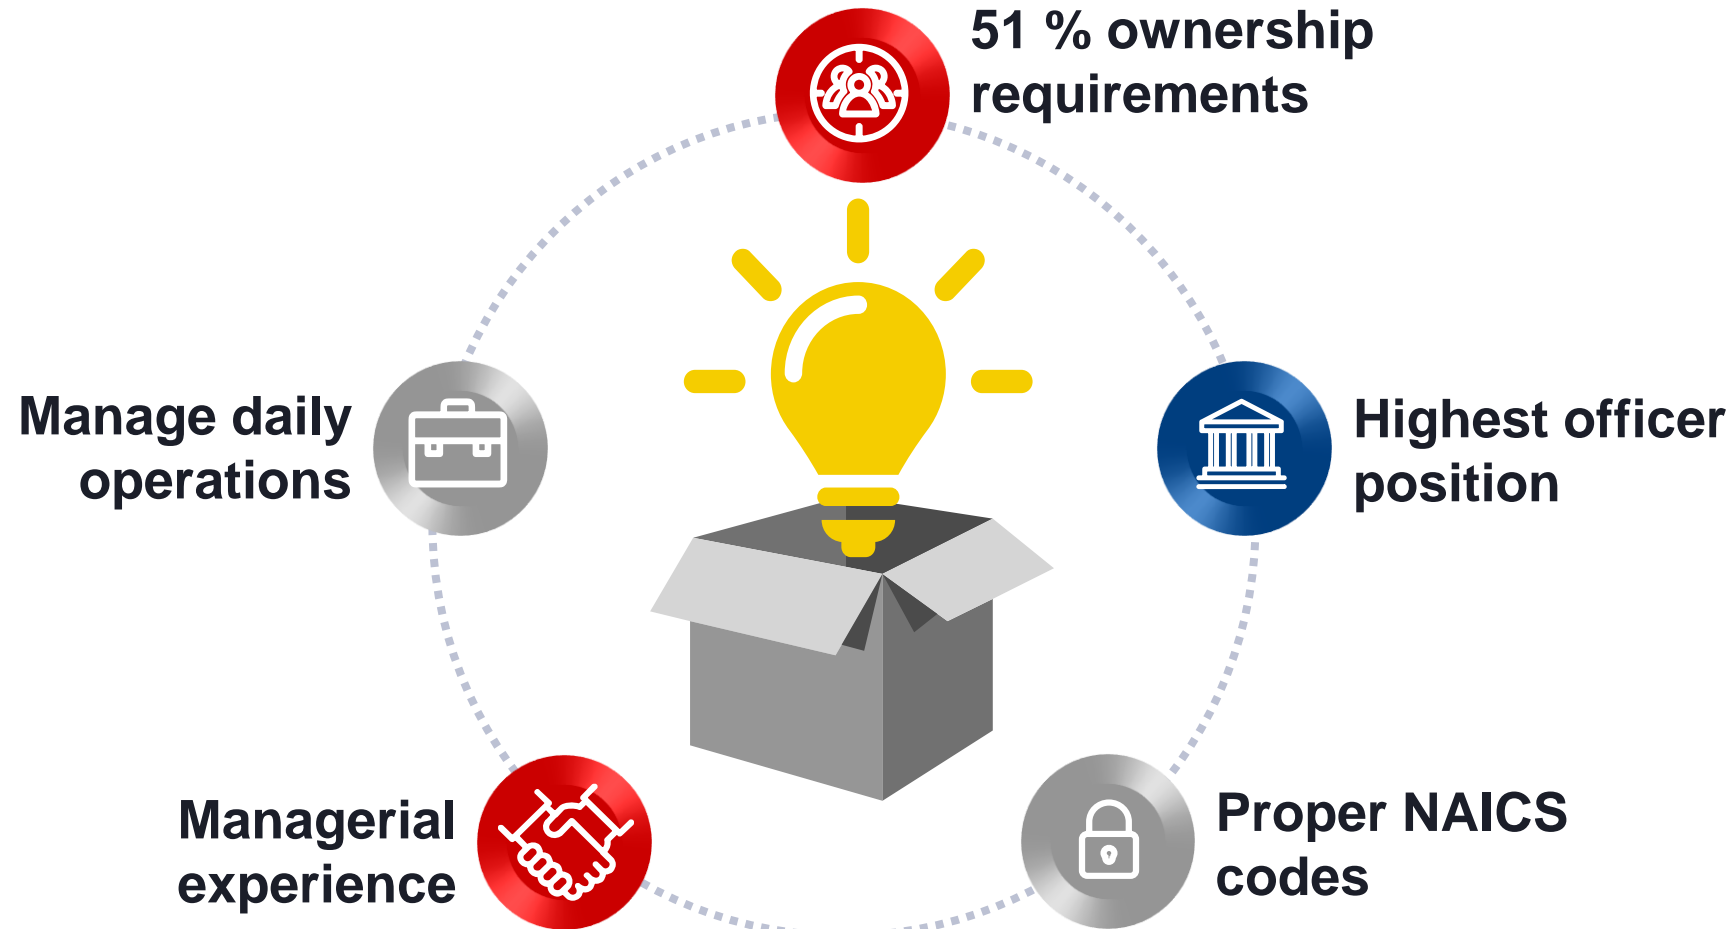 51 % ownership
requirements
Highest officer
position
Proper NAICS
codes
Managerial
experience
Manage daily
operations